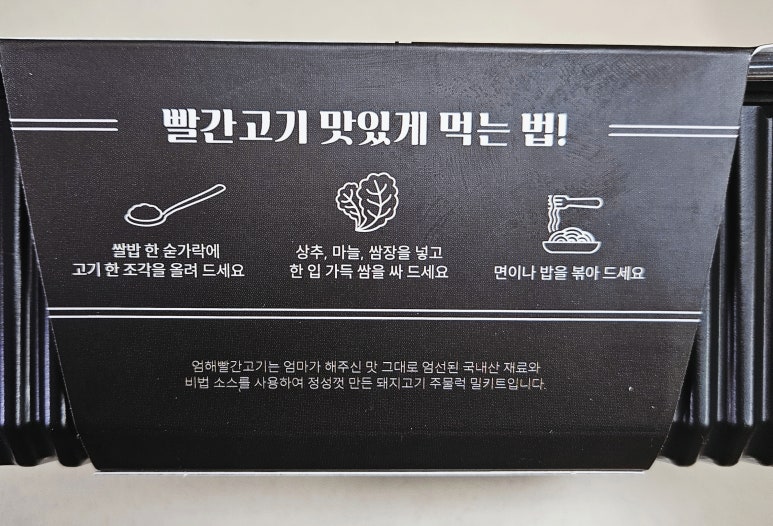 빨간고기 맛있게 먹는 법!
쌀밥 한 숟가락에
고기 한 조각을 올려 드세요
상추, 마늘, 쌈장을 넣고
한 입 가득 쌈을 싸 드세요
면이나 밥을 볶아 드세요
엄해빨간고기는 엄마가 해주신 맛 그대로 엄선된 국내산 재료와
비법 소스를 사용하여 정성껏 만든 돼지고기 주물럭 밀키트입니다.